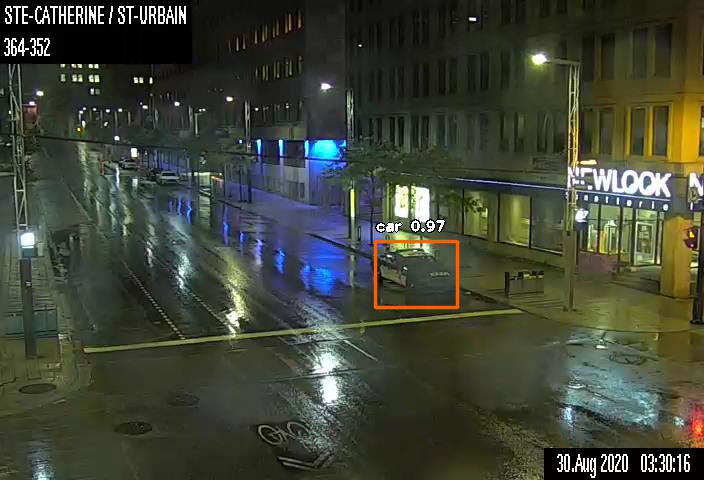 STE-CATHERINE / ST-URBAIN
364-352
car 0.97
NEWLOOK
30.Aug 2020 03:30:16